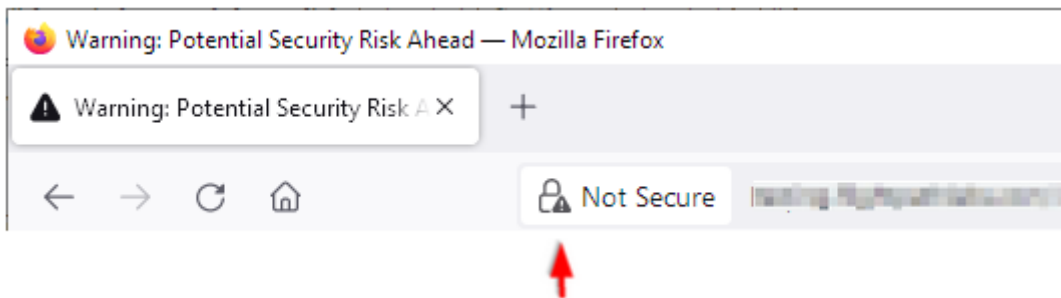 Warning: Potential Security Risk Ahead — Mozilla Firefox
Warning: Potential Security Risk A
Not Secure